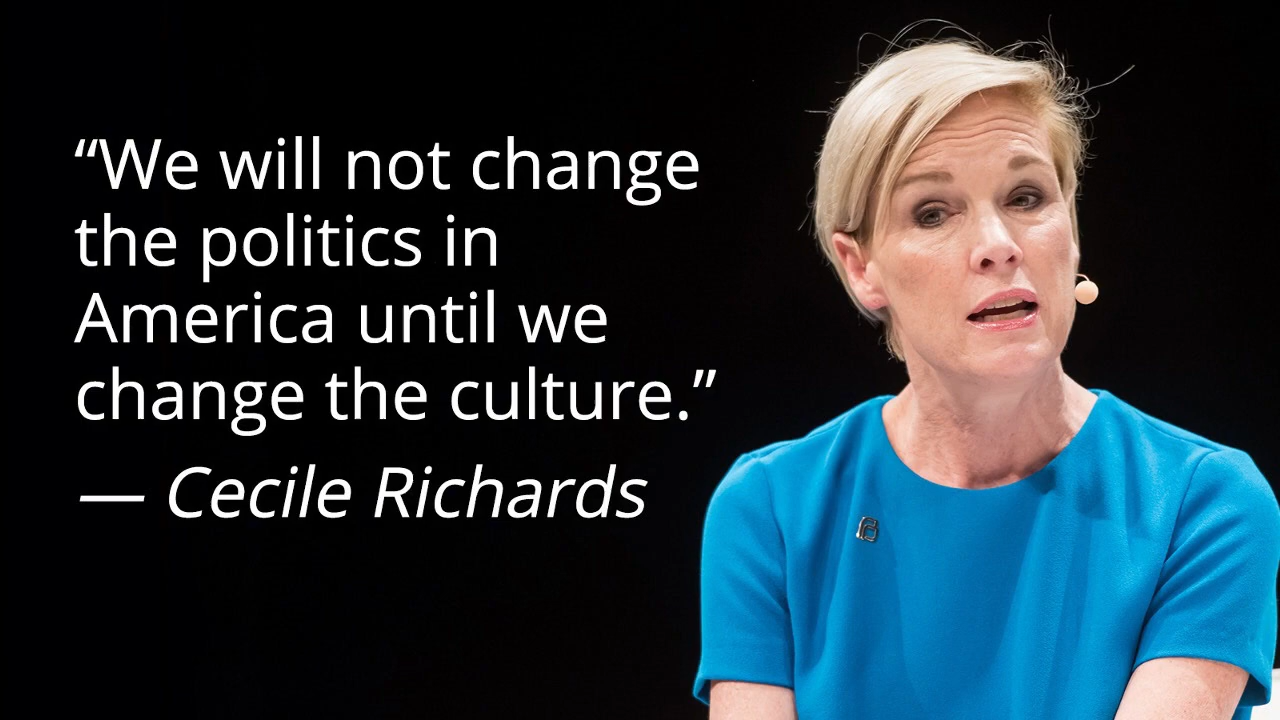 “We will not change
the politics in
America until we
change the culture.”
— Cecile Richards